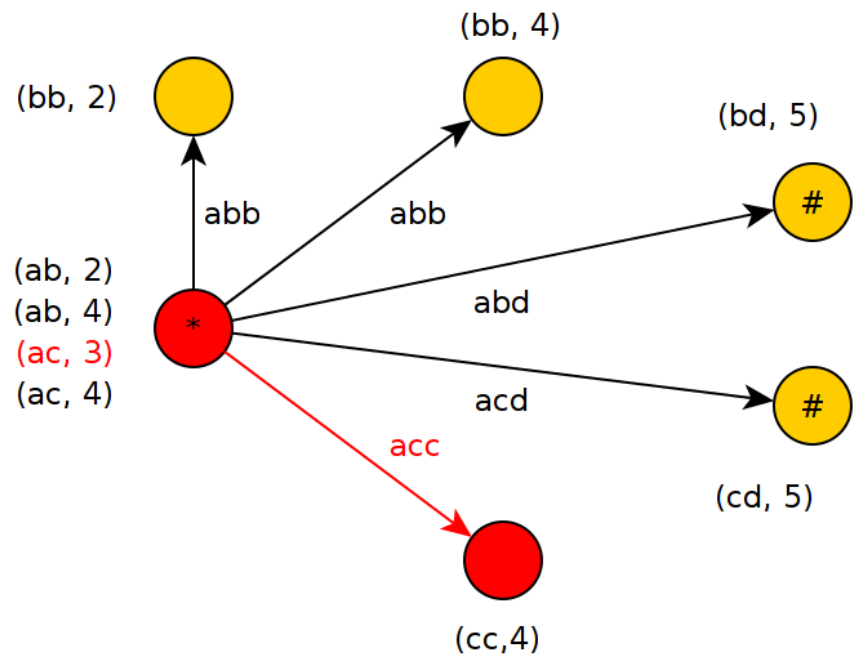 (bb, 4)
(bb, 2)
(bd, 5)
#
abb
abb
(ab, 2)
(ab, 4)
(ac, 3)
(ac, 4)
*
abd
acd
#
acc
(cd, 5)
(cc,4)